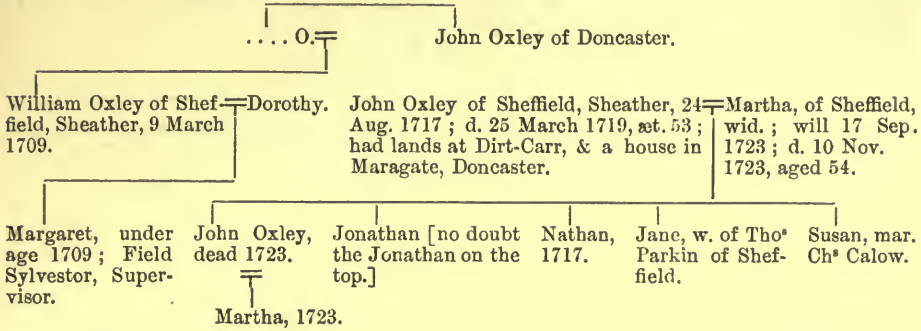 .... O.
John Oxley of Doncaster.
William Oxley of Shef-
field, Sheather, 9 March
1709.
Dorothy.
John Oxley of Sheffield, Sheather, 24
Aug. 1717 ; d. 25 March 1719, æt. 53 ;
had lands at Dirt-Carr, & a house in
Maragate, Doncaster.
Martha, of Sheffield,
wid. ; will 17 Sep.
1723 ; d. 10 Nov.
1723, aged 54.
Margaret, under
age 1709 ; Field
Sylvestor, Super-
visor.
John Oxley,
dead 1723.
Martha, 1723.
Jonathan [no doubt
the Jonathan on the
top.]
Nathan,
1717.
Jane, w. of Thoˢ
Parkin of Shef-
field.
Susan, mar.
Chˢ Calow.